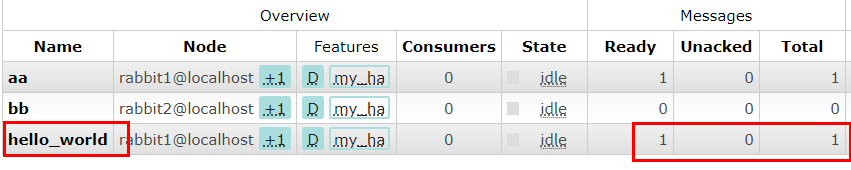 Overview Messages
Name Node Features Consumers State Ready Unacked Total
aa rabbit1@localhost +1 D my_ha 0 idle 1 0 1
bb rabbit2@localhost +1 D my_ha 0 idle 0 0 0
hello_world rabbit1@localhost +1 D my_ha 0 idle 1 0 1